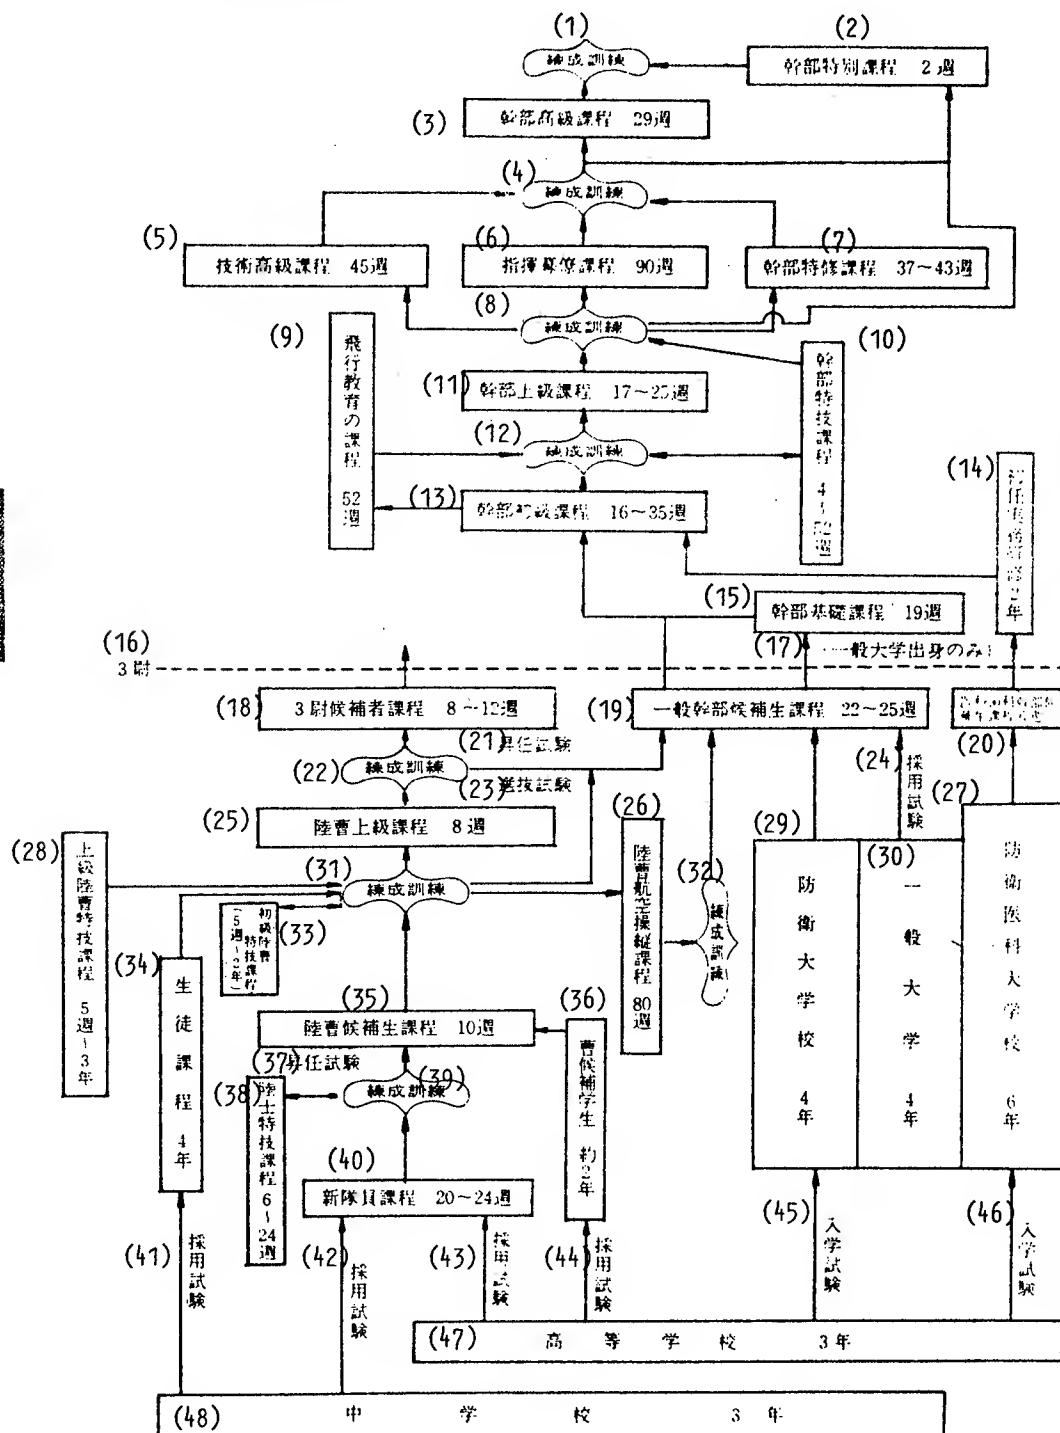 (1)
(2)
練成訓練
幹部特別課程 2週
(3)
幹部高級課程 29週
(4)
練成訓練
(5)
(6)
(7)
技術高級課程 45週
指揮幕僚課程 90週
幹部特修課程 37～43週
(8)
練成訓練
(9)
飛行教育の課程 52週
(10)
幹部特技課程 4～52週
(11)
幹部上級課程 17～25週
(12)
練成訓練
(13)
幹部初級課程 16～35週
(14)
2年
(15)
幹部基礎課程 19週
(16)
3尉
(17)
一般大学出身のみ)
(18)
3尉候補者課程 8～12週
(19)
一般幹部候補生課程 22～25週
(20)
(21)
昇任試験
(22)
練成訓練
(23)
選抜試験
(24)
採用試験
(25)
陸曹上級課程 8週
(26)
陸曹航空操縦課程 80週
(27)
防衛医科大学校 6年
(28)
上級陸曹特技課程 5週～3年
(29)
防衛大学校 4年
(30)
一般大学 4年
(31)
練成訓練
(32)
練成訓練
(33)
初級陸曹
特技課程
(5週～2年)
(34)
生徒課程 4年
(35)
陸曹候補生課程 10週
(36)
曹候補学生 約2年
(37)
昇任試験
(38)
陸士特技課程 6～24週
(39)
練成訓練
(40)
新隊員課程 20～24週
(41)
採用試験
(42)
採用試験
(43)
採用試験
(44)
採用試験
(45)
入学試験
(46)
入学試験
(47)
高等学校 3年
(48)
中学校 3年